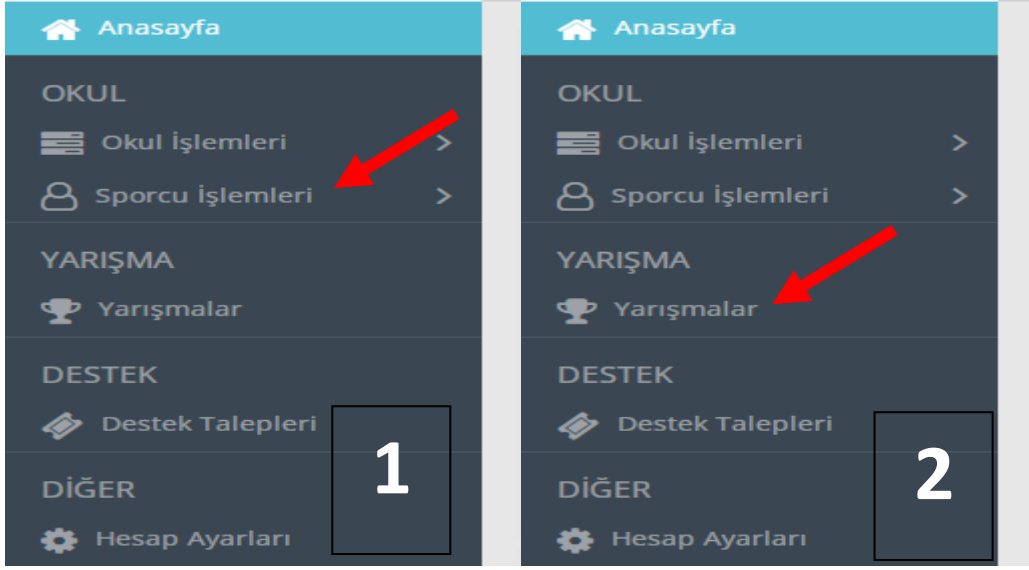 Anasayfa
OKUL
Okul İşlemleri
Sporcu İşlemleri
YARIŞMA
Yarışmalar
DESTEK
Destek Talepleri
DİĞER
Hesap Ayarları
1
Anasayfa
OKUL
Okul İşlemleri
Sporcu İşlemleri
YARIŞMA
Yarışmalar
DESTEK
Destek Talepleri
DİĞER
Hesap Ayarları
2